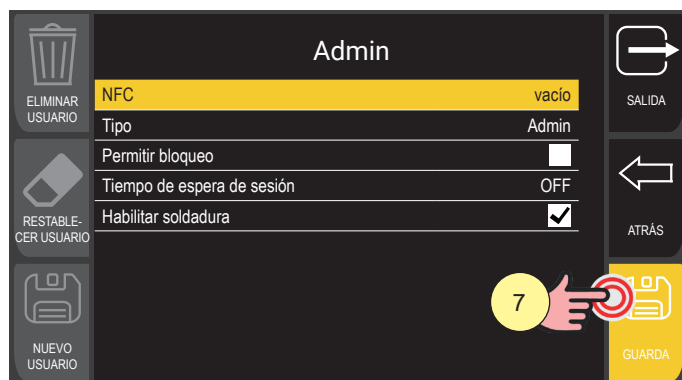 Admin
ELIMINAR
USUARIO
RESTABLE-
CER USUARIO
NUEVO
USUARIO
NFC vacío
Tipo Admin
Permitir bloqueo
Tiempo de espera de sesión OFF
Habilitar soldadura
7
SALIDA
ATRÁS
GUARDA